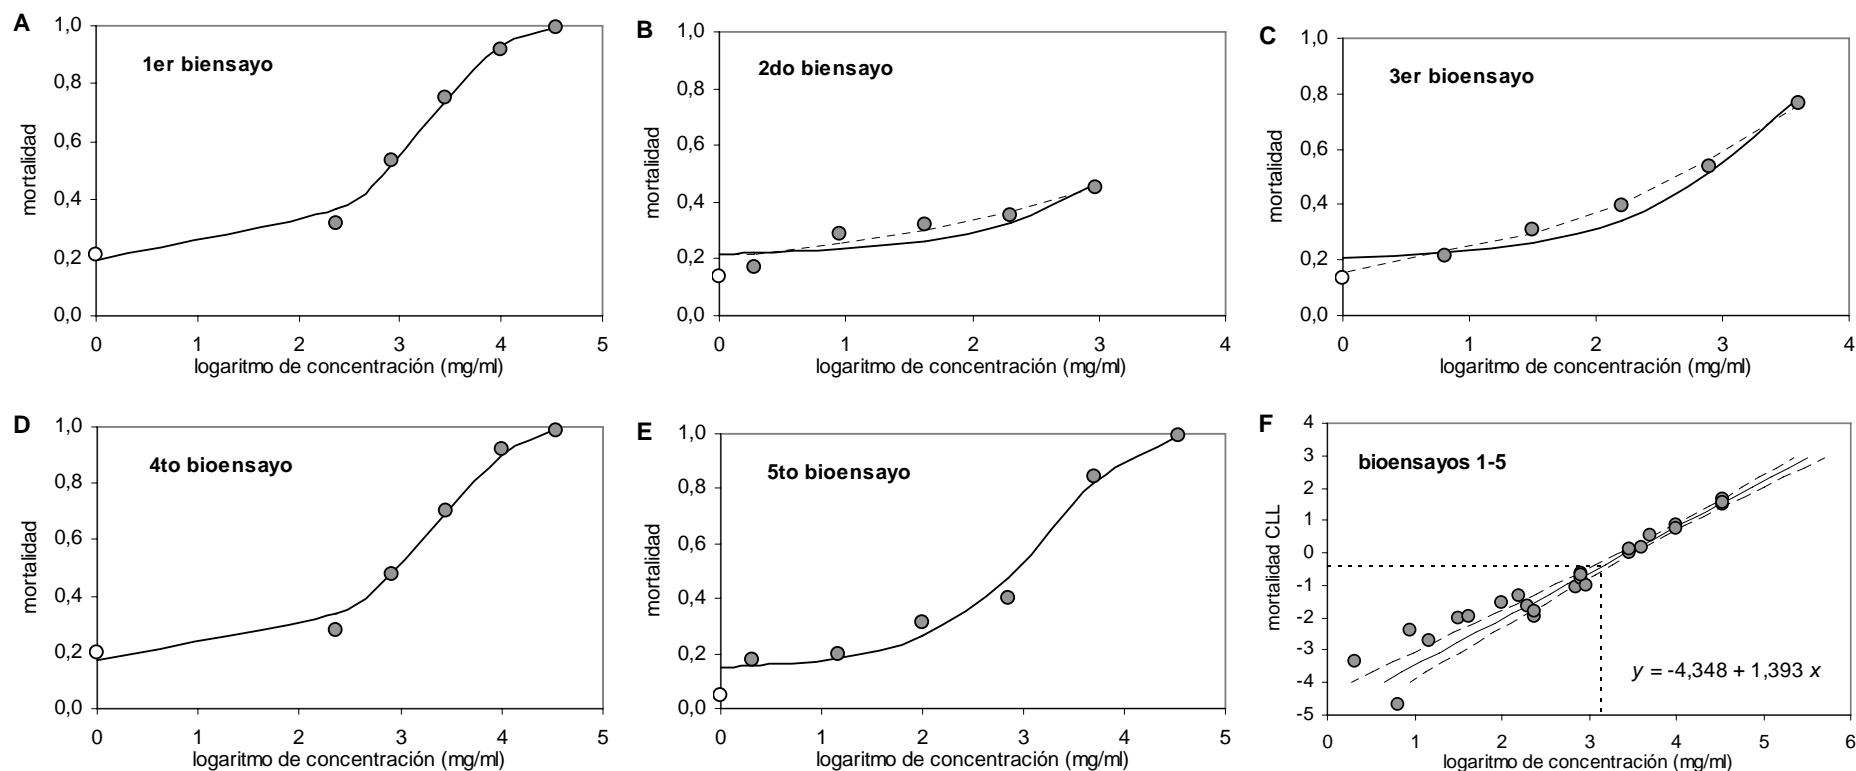 A
1er biensayo
mortalidad
1,0
0,8
0,6
0,4
0,2
0,0
0 1 2 3 4 5
logaritmo de concentración (mg/ml)
B
2do biensayo
mortalidad
1,0
0,8
0,6
0,4
0,2
0,0
0 1 2 3 4
logaritmo de concentración (mg/ml)
C
3er bioensayo
mortalidad
1,0
0,8
0,6
0,4
0,2
0,0
0 1 2 3 4
logaritmo de concentración (mg/ml)
D
4to bioensayo
mortalidad
1,0
0,8
0,6
0,4
0,2
0,0
0 1 2 3 4 5
logaritmo de concentración (mg/ml)
E
5to bioensayo
mortalidad
1,0
0,8
0,6
0,4
0,2
0,0
0 1 2 3 4 5
logaritmo de concentración (mg/ml)
F
bioensayos 1-5
mortalidad CLL
4
3
2
1
0
-1
-2
-3
-4
-5
y = -4,348 + 1,393 x
0 1 2 3 4 5 6
logaritmo de concentración (mg/ml)